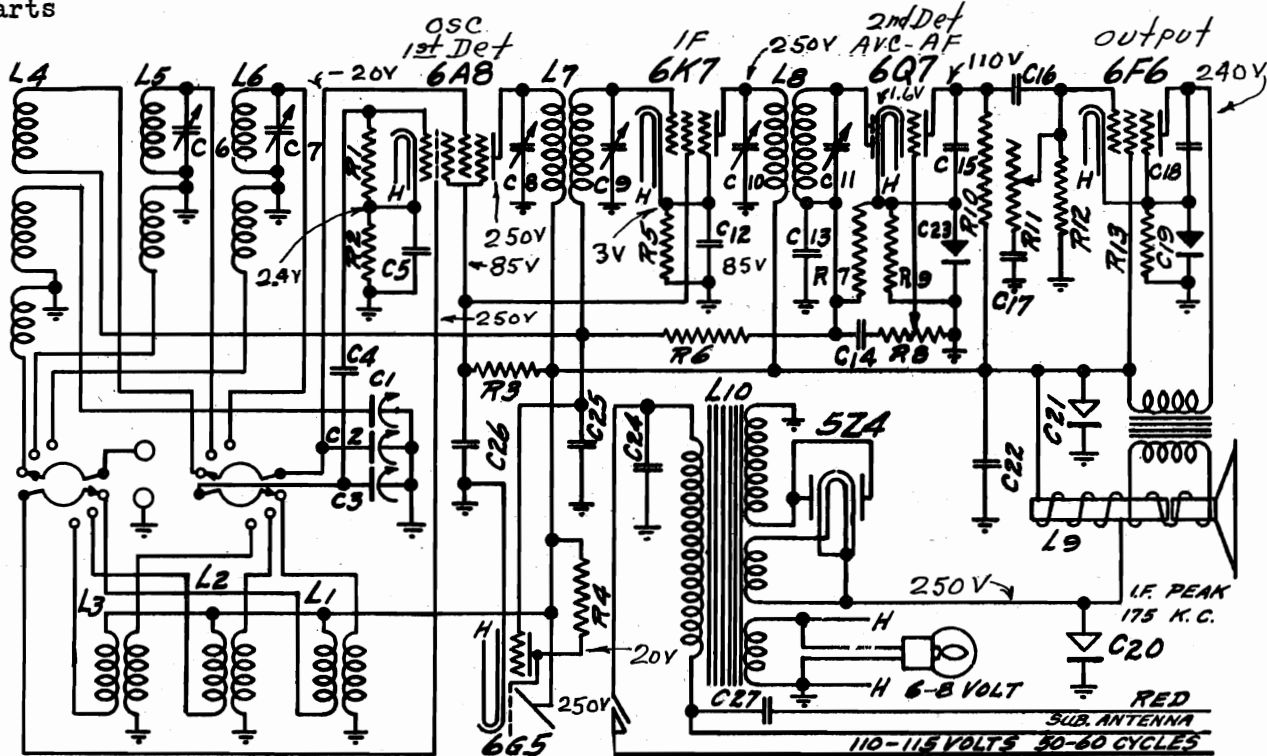 arts
OSC
1st Det
6A8
2nd Det
AVC-AF
6Q7
IF
6K7
output
6F6
L4
L5
L6
-20V
L7
250V
L8
110V
C16
240V
1.6V
C6
C7
R1
H
C8
C9
H
C10
C11
H
C15
H
C18
R2
2.4V
C5
250V
85V
3V
R5
C12
85V
C13
R7
R9
C23
R10
R11
C17
R12
R13
C19
250V
C4
C1
R3
R6
C14
R8
C2
C3
C26
C25
C24
L10
5Z4
C22
C21
L9
L3
L2
L1
R4
H
20V
250V
6G5
250V
I.F. PEAK
175 K.C.
C20
H
H
6-8 VOLT
C27
RED
SUB. ANTENNA
110-115 VOLTS 50-60 CYCLES